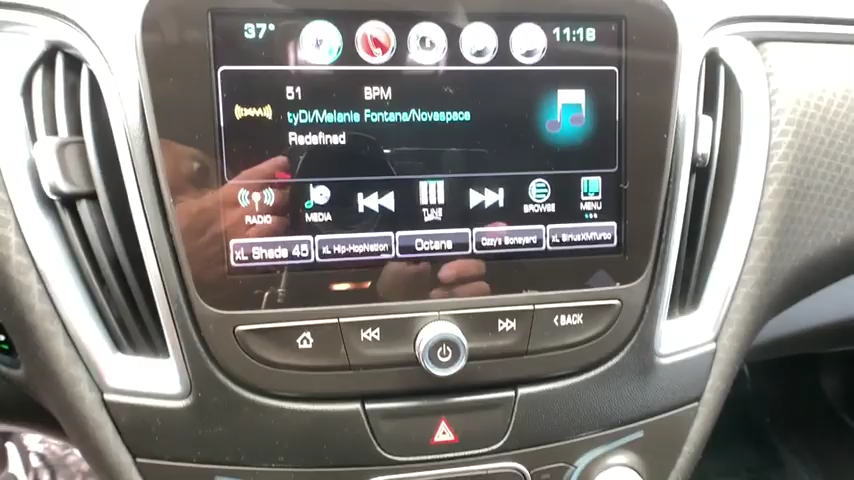 37° 11:18
51 BPM
((SXM))
tyDi/Melanie Fontana/Novaspace
Redefined
RADIO MEDIA TUNE BROWSE MENU
xL Shade 45 xL Hip-HopNation Octane Ozzy's Boneyard xL SiriusXMTurbo
BACK